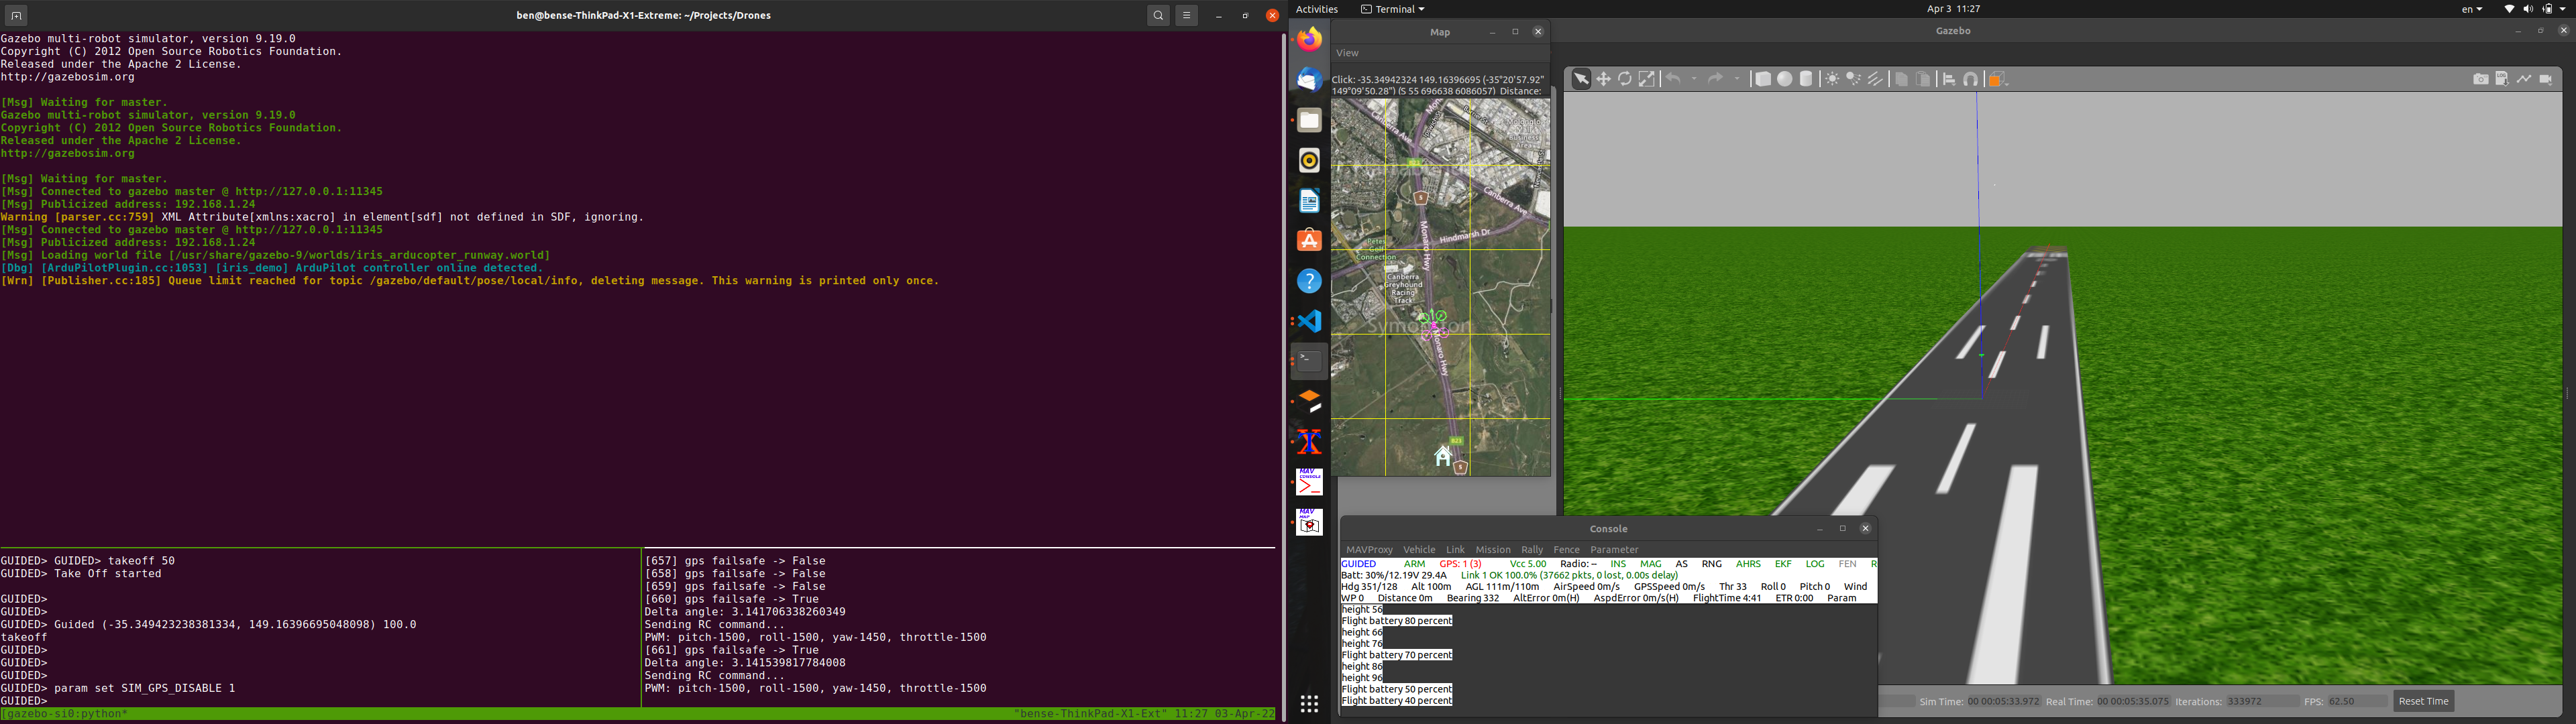 ben@bense-ThinkPad-X1-Extreme: ~/Projects/Drones
Gazebo multi-robot simulator, version 9.19.0
Copyright (C) 2012 Open Source Robotics Foundation.
Released under the Apache 2 License.
http://gazebosim.org
[Msg] Waiting for master.
Gazebo multi-robot simulator, version 9.19.0
Copyright (C) 2012 Open Source Robotics Foundation.
Released under the Apache 2 License.
http://gazebosim.org
[Msg] Waiting for master.
[Msg] Connected to gazebo master @ http://127.0.0.1:11345
[Msg] Publicized address: 192.168.1.24
Warning [parser.cc:759] XML Attribute[xmlns:xacro] in element[sdf] not defined in SDF, ignoring.
[Msg] Connected to gazebo master @ http://127.0.0.1:11345
[Msg] Publicized address: 192.168.1.24
[Msg] Loading world file [/usr/share/gazebo-9/worlds/iris_arducopter_runway.world]
[Dbg] [ArduPilotPlugin.cc:1053] [iris_demo] ArduPilot controller online detected.
[Wrn] [Publisher.cc:185] Queue limit reached for topic /gazebo/default/pose/local/info, deleting message. This warning is printed only once.
GUIDED> GUIDED> takeoff 50
GUIDED> Take Off started
GUIDED>
GUIDED>
GUIDED> Guided (-35.349423238381334, 149.16396695048098) 100.0
takeoff
GUIDED>
GUIDED>
GUIDED>
GUIDED> param set SIM_GPS_DISABLE 1
GUIDED>
[657] gps failsafe -> False
[658] gps failsafe -> False
[659] gps failsafe -> False
[660] gps failsafe -> True
Delta angle: 3.141706338260349
Sending RC command...
PWM: pitch-1500, roll-1500, yaw-1450, throttle-1500
[661] gps failsafe -> True
Delta angle: 3.141539817784008
Sending RC command...
PWM: pitch-1500, roll-1500, yaw-1450, throttle-1500
[gazebo-si0:python* "bense-ThinkPad-X1-Ext" 11:27 03-Apr-22
Activities Terminal Apr 3 11:27 en
Map
View
Click: -35.34942324 149.16396695 (-35°20'57.92"
149°09'50.28") (S 55 696638 6086057) Distance:
Canberra Ave
Canberra Ave
Hindmarsh Dr
Monaro Hwy
Golf
Connection
Canberra
Greyhound
Racing
Track
Symonston
Monaro Hwy
B23
Gazebo
Console
MAVProxy Vehicle Link Mission Rally Fence Parameter
GUIDED ARM GPS: 1 (3) Vcc 5.00 Radio: -- INS MAG AS RNG AHRS EKF LOG FEN R
Batt: 30%/12.19V 29.4A Link 1 OK 100.0% (37662 pkts, 0 lost, 0.00s delay)
Hdg 351/128 Alt 100m AGL 111m/110m AirSpeed 0m/s GPSSpeed 0m/s Thr 33 Roll 0 Pitch 0 Wind
WP 0 Distance 0m Bearing 332 AltError 0m(H) AspdError 0m/s(H) FlightTime 4:41 ETR 0:00 Param
height 56
Flight battery 80 percent
height 66
height 76
Flight battery 70 percent
height 86
height 96
Flight battery 50 percent
Flight battery 40 percent
Sim Time: 00 00:05:33.972 Real Time: 00 00:05:35.075 Iterations: 333972 FPS: 62.50 Reset Time
MAV
CONSOLE
MAV
MAP
LOG